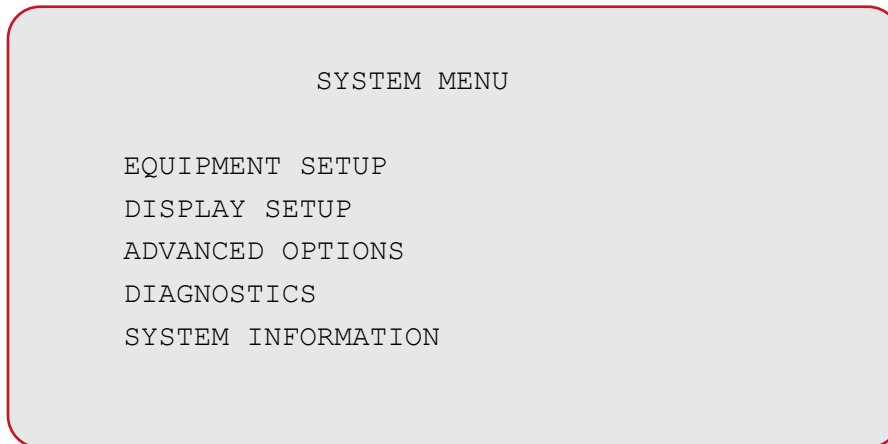 SYSTEM MENU
EQUIPMENT SETUP
DISPLAY SETUP
ADVANCED OPTIONS
DIAGNOSTICS
SYSTEM INFORMATION